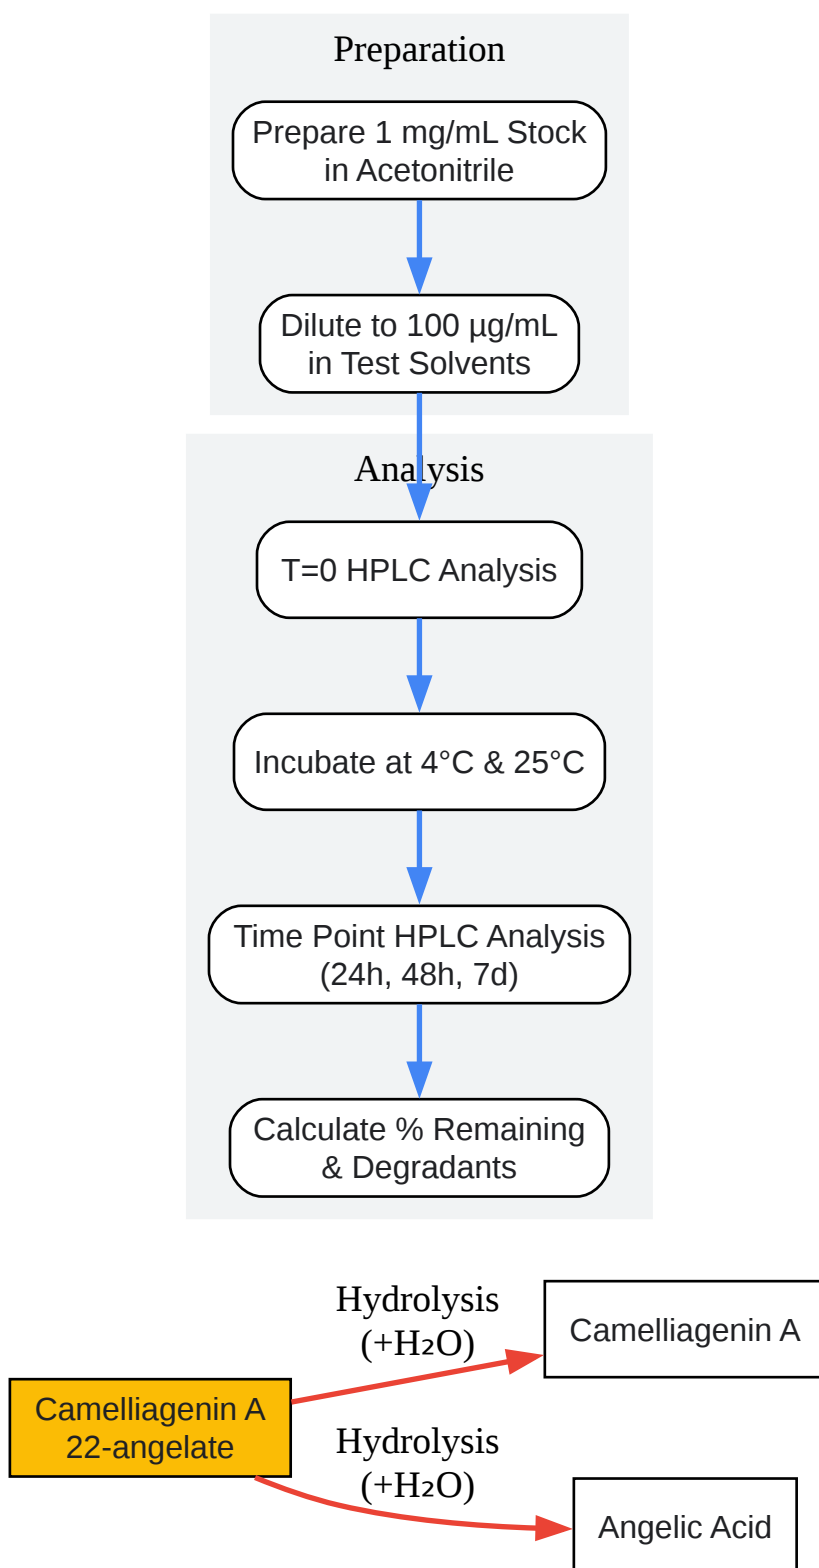 Preparation
Prepare 1 mg/mL Stock
in Acetonitrile
Dilute to 100 µg/mL
in Test Solvents
Analysis
T=0 HPLC Analysis
Incubate at 4°C & 25°C
Time Point HPLC Analysis
(24h, 48h, 7d)
Calculate % Remaining
& Degradants
Hydrolysis
(+H₂O)
Camelliagenin A
Camelliagenin A
22-angelate
Hydrolysis
(+H₂O)
Angelic Acid